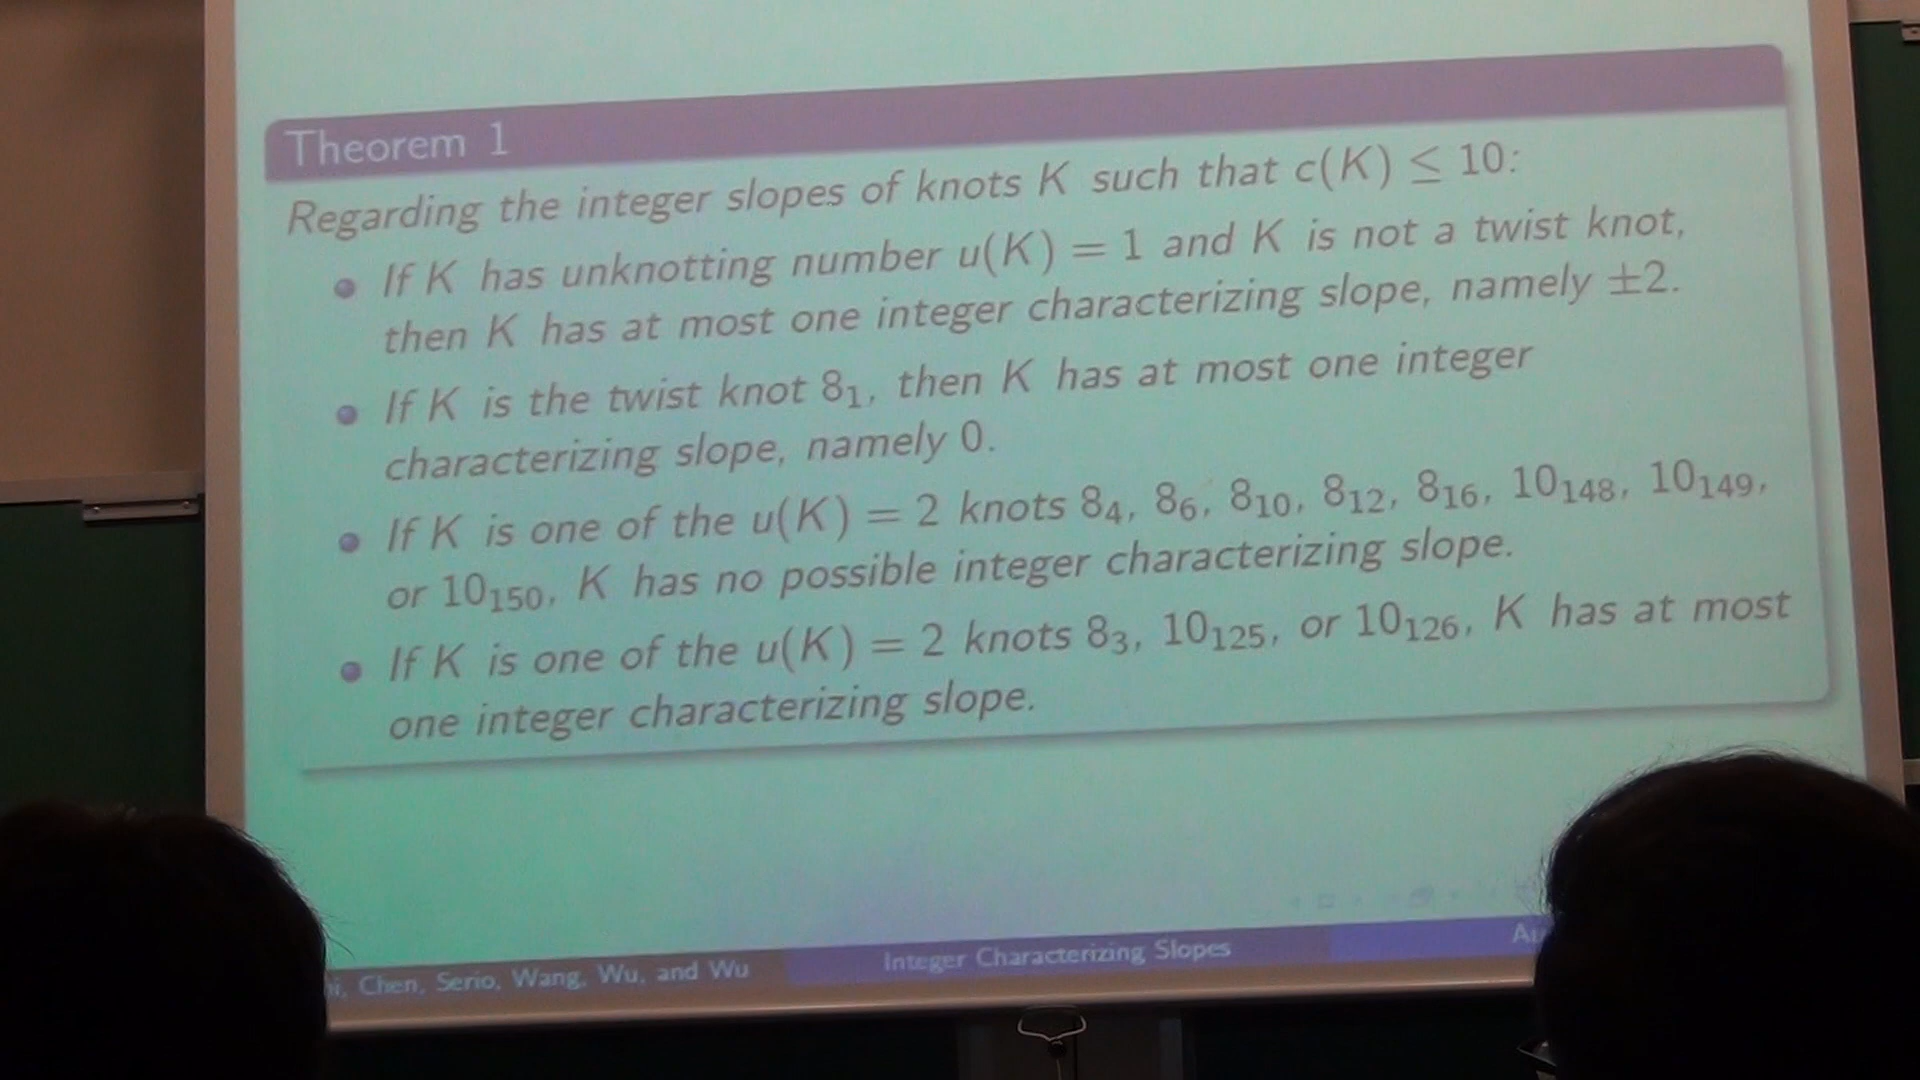 Theorem 1
Regarding the integer slopes of knots K such that c(K) ≤ 10:
• If K has unknotting number u(K) = 1 and K is not a twist knot,
then K has at most one integer characterizing slope, namely ±2.
• If K is the twist knot 8₁, then K has at most one integer
characterizing slope, namely 0.
• If K is one of the u(K) = 2 knots 8₄, 8₆, 8₁₀, 8₁₂, 8₁₆, 10₁₄₈, 10₁₄₉,
or 10₁₅₀, K has no possible integer characterizing slope.
• If K is one of the u(K) = 2 knots 8₃, 10₁₂₅, or 10₁₂₆, K has at most
one integer characterizing slope.
Chen, Serio, Wang, Wu, and Wu
Integer Characterizing Slopes